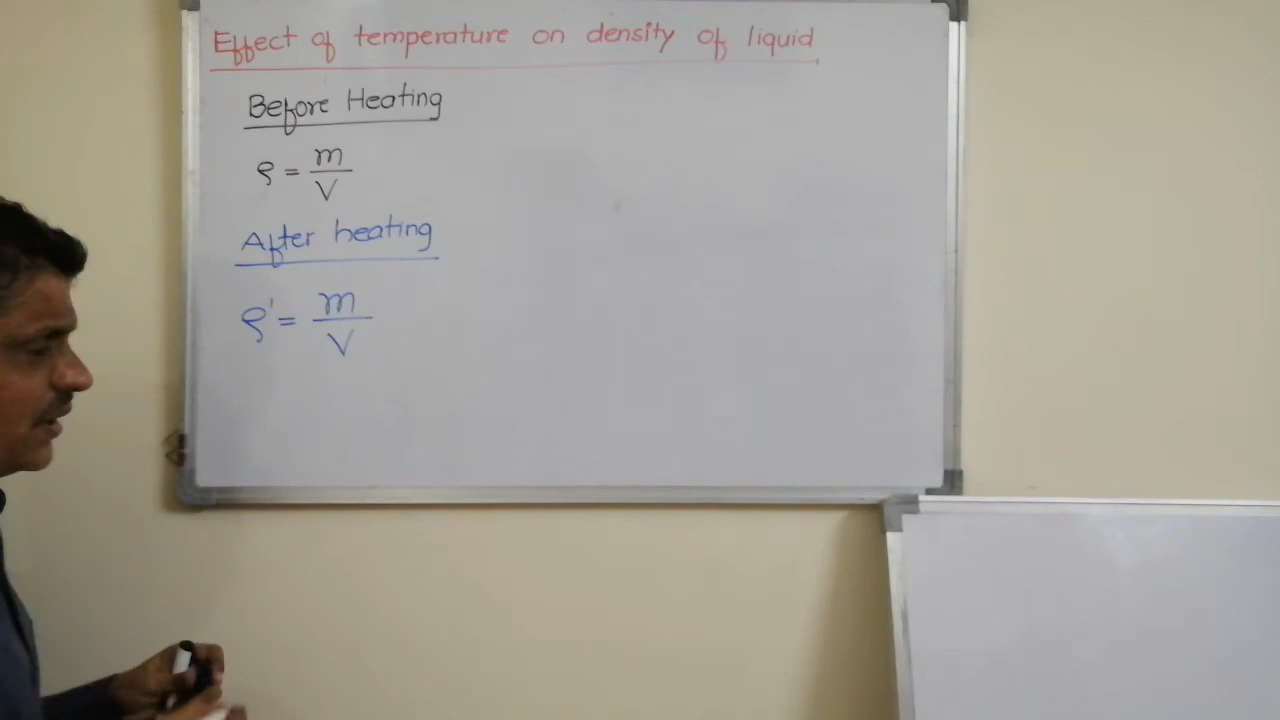 Effect of temperature on density of liquid
Before Heating
ρ = m/V
After heating
ρ' = m/V